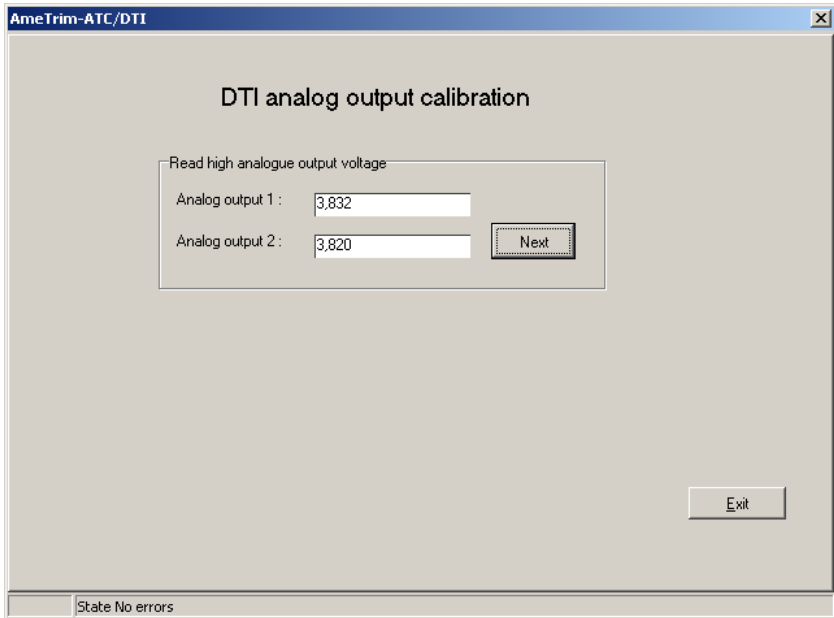 AmeTrim-ATC/DTI
DTI analog output calibration
Read high analogue output voltage
Analog output 1 :
3,832
Analog output 2 :
3,820
Next
Exit
State No errors